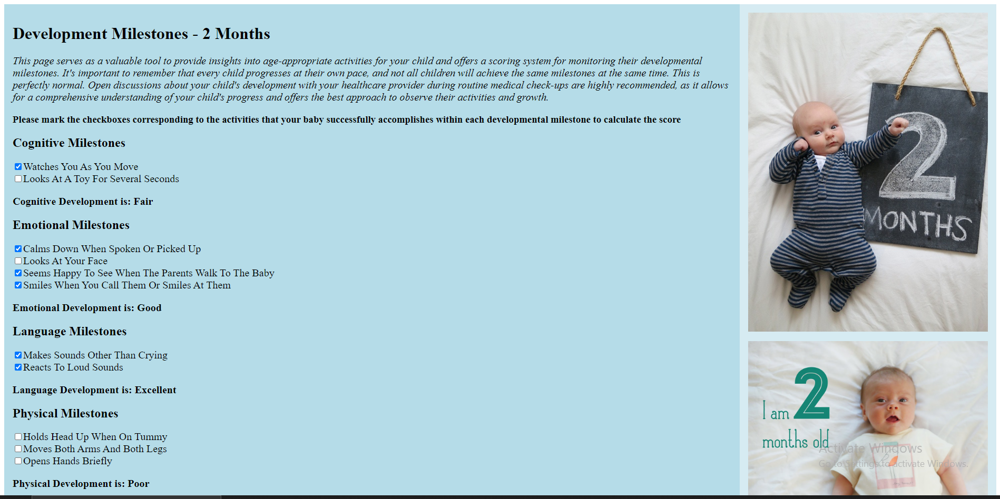 Development Milestones - 2 Months
This page serves as a valuable tool to provide insights into age-appropriate activities for your child and offers a scoring system for monitoring their developmental
milestones. It's important to remember that every child progresses at their own pace, and not all children will achieve the same milestones at the same time. This is
perfectly normal. Open discussions about your child's development with your healthcare provider during routine medical check-ups are highly recommended, as it allows
for a comprehensive understanding of your child's progress and offers the best approach to observe their activities and growth.
Please mark the checkboxes corresponding to the activities that your baby successfully accomplishes within each developmental milestone to calculate the score
Cognitive Milestones
Watches You As You Move
Looks At A Toy For Several Seconds
Cognitive Development is: Fair
Emotional Milestones
Calms Down When Spoken Or Picked Up
Looks At Your Face
Seems Happy To See When The Parents Walk To The Baby
Smiles When You Call Them Or Smiles At Them
Emotional Development is: Good
Language Milestones
Makes Sounds Other Than Crying
Reacts To Loud Sounds
Language Development is: Excellent
Physical Milestones
Holds Head Up When On Tummy
Moves Both Arms And Both Legs
Opens Hands Briefly
Physical Development is: Poor
2
MONTHS
I am 2
months old
Activate Windows
Go to Settings to activate Windows.